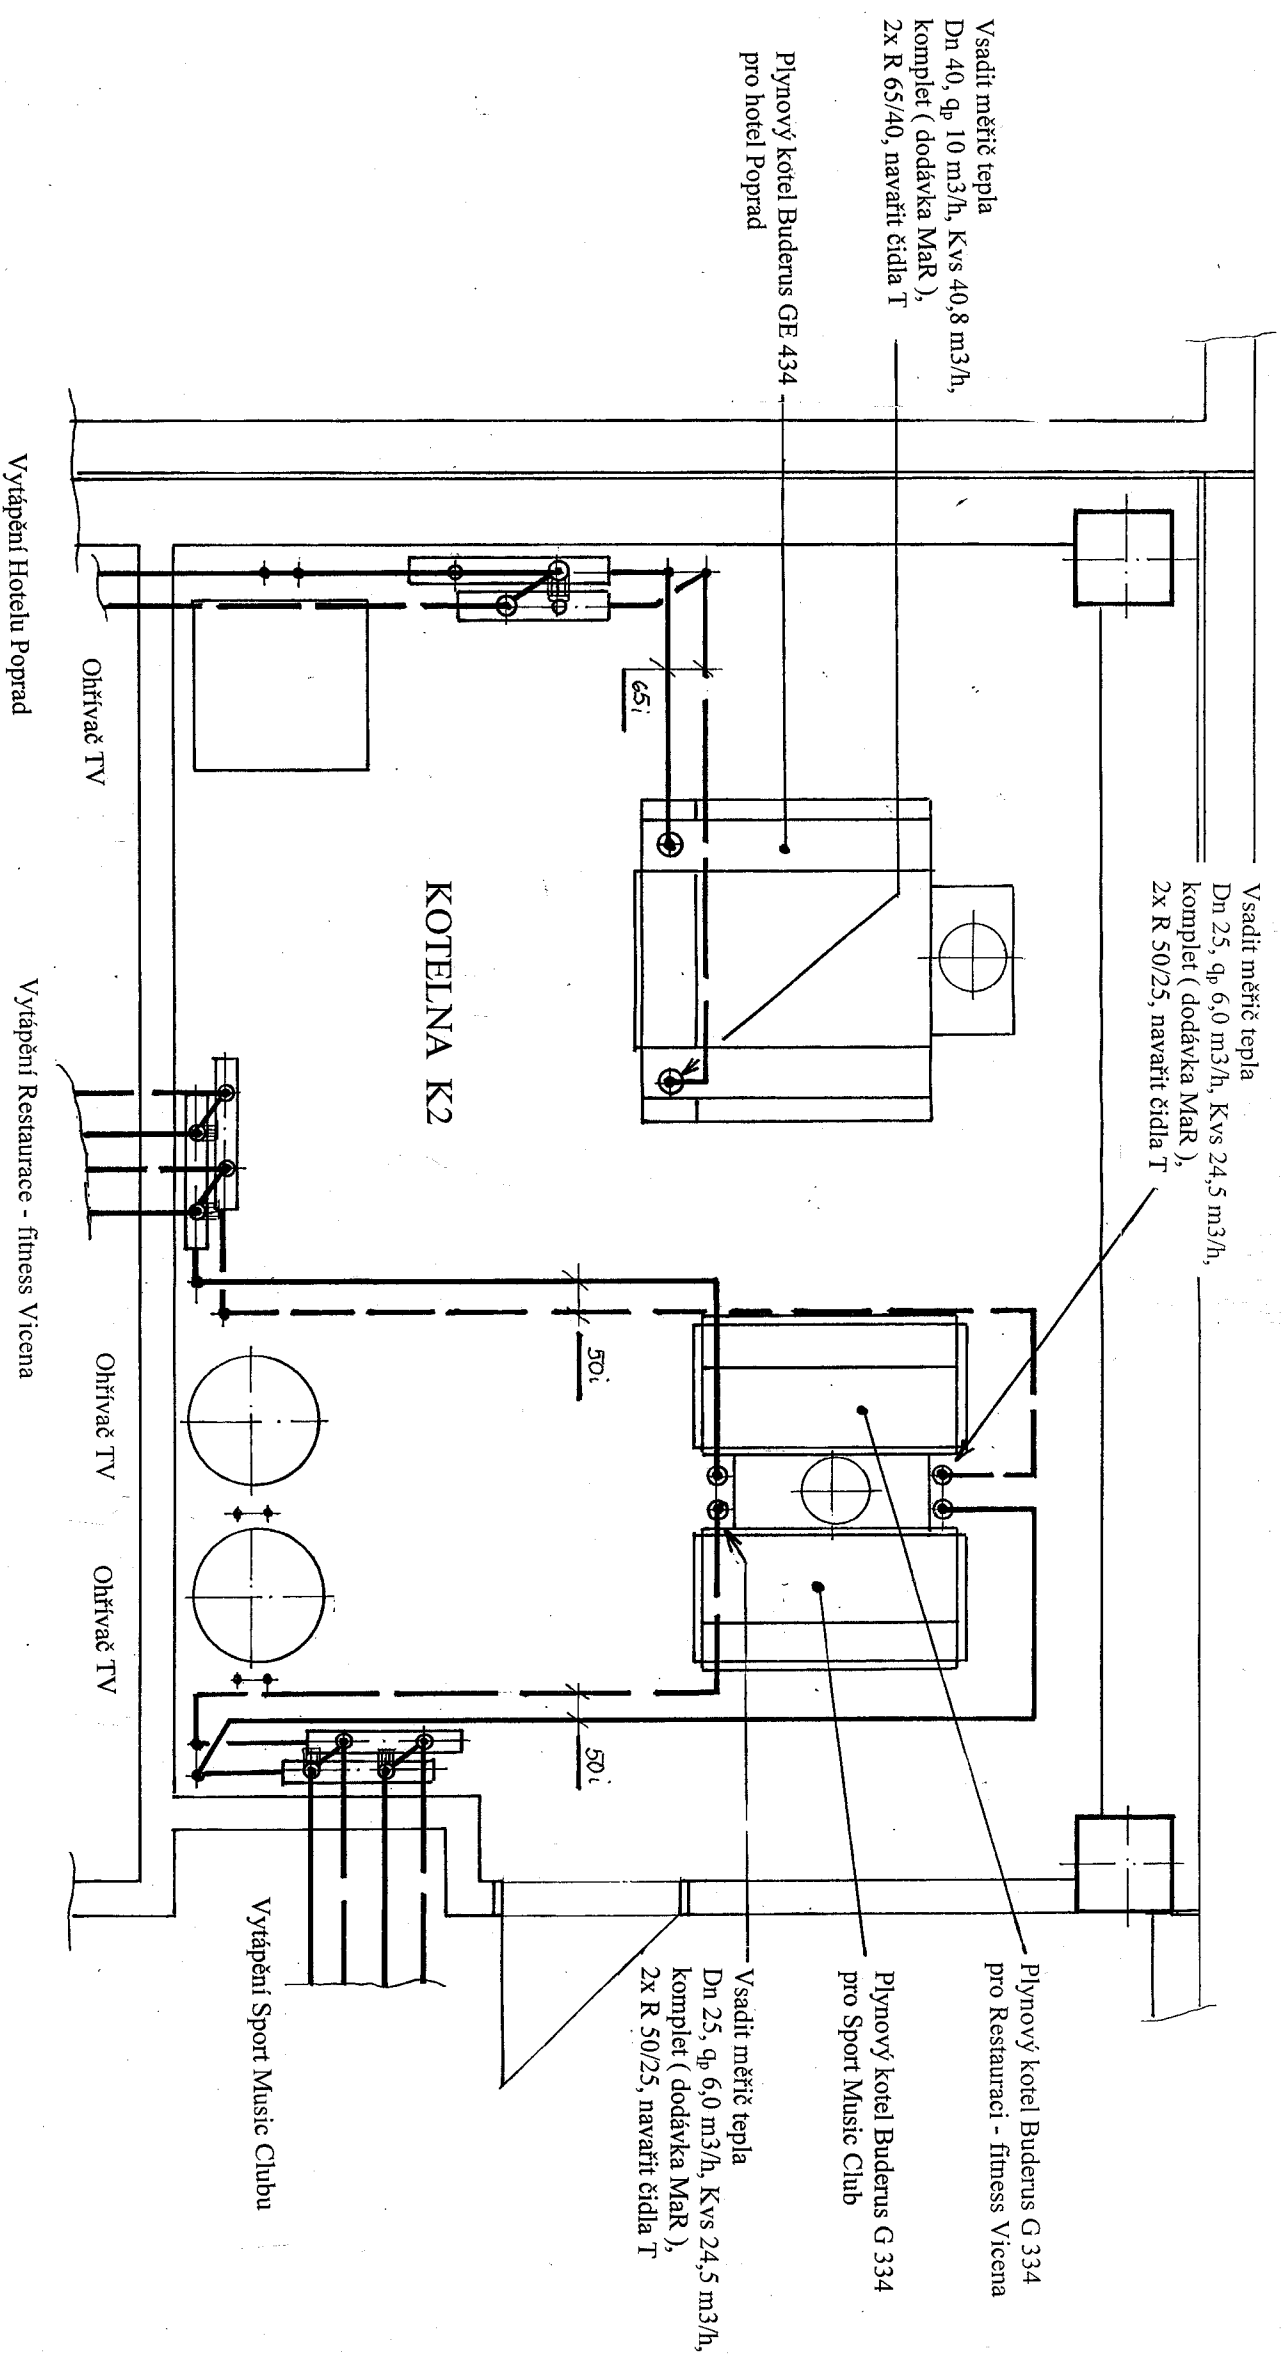 Vsadit měřič tepla
Dn 40, qp 10 m3/h, Kvs 40,8 m3/h,
komplet ( dodávka MaR ),
2x R 65/40, navařit čidla T
Plynový kotel Buderus GE 434
pro hotel Poprad
Vsadit měřič tepla
Dn 25, qp 6,0 m3/h, Kvs 24,5 m3/h,
komplet ( dodávka MaR ),
2x R 50/25, navařit čidla T
Plynový kotel Buderus G 334
pro Restauraci - fitness Vicena
Plynový kotel Buderus G 334
pro Sport Music Club
Vsadit měřič tepla
Dn 25, qp 6,0 m3/h, Kvs 24,5 m3/h,
komplet ( dodávka MaR ),
2x R 50/25, navařit čidla T
65i
50i
50i
KOTELNA K2
Vytápění Sport Music Clubu
Ohřívač TV
Ohřívač TV
Ohřívač TV
Vytápění Hotelu Poprad
Vytápění Restaurace - fitness Vicena